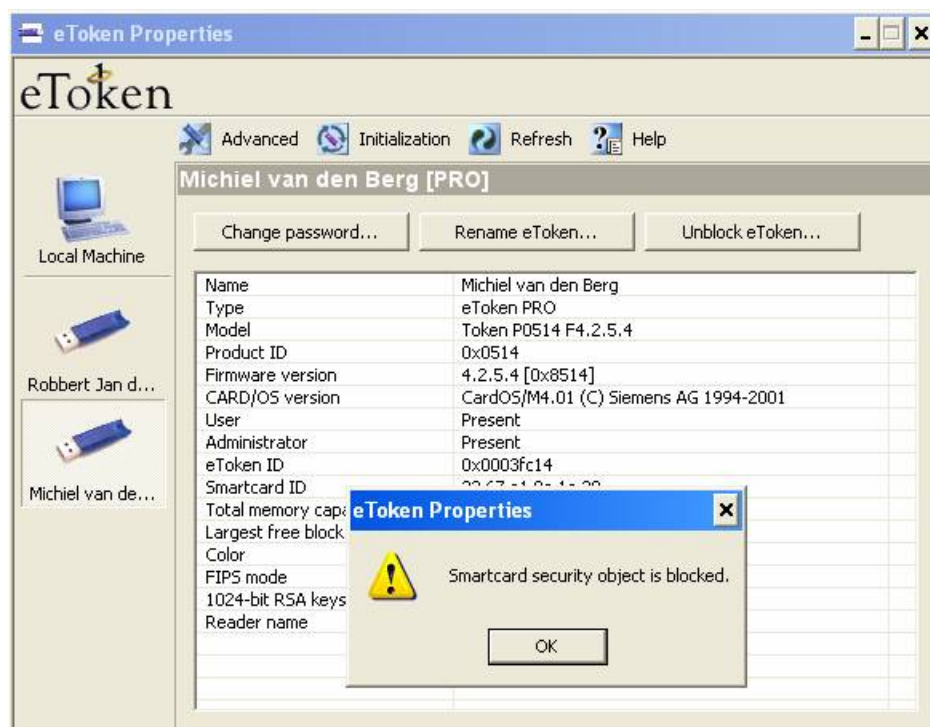 eToken Properties
eToken
Advanced Initialization Refresh Help
Michiel van den Berg [PRO]
Change password... Rename eToken... Unblock eToken...
Local Machine
Robbert Jan d...
Michiel van de...
Name Michiel van den Berg
Type eToken PRO
Model Token P0514 F4.2.5.4
Product ID 0x0514
Firmware version 4.2.5.4 [0x8514]
CARD/OS version CardOS/M4.01 (C) Siemens AG 1994-2001
User Present
Administrator Present
eToken ID 0x0003fc14
Smartcard ID
Total memory capa
Largest free block
Color
FIPS mode
1024-bit RSA keys
Reader name
eToken Properties
Smartcard security object is blocked.
OK